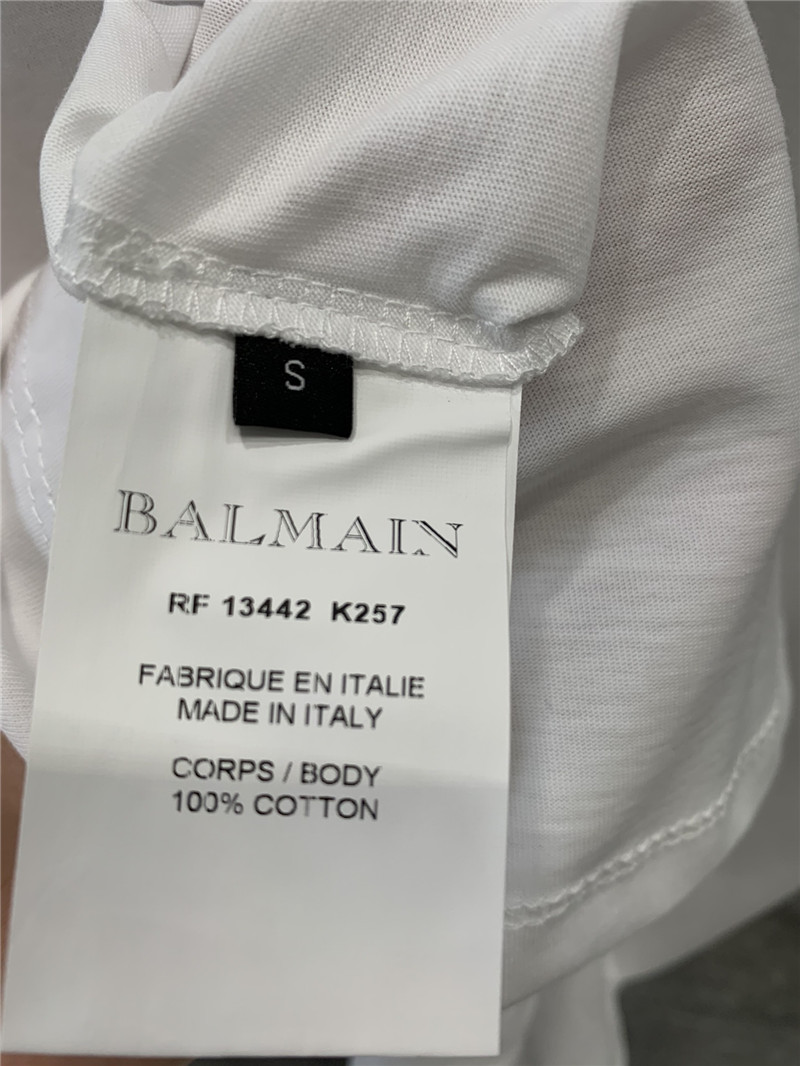 S
BALMAIN
RF 13442 K257
FABRIQUE EN ITALIE
MADE IN ITALY
CORPS / BODY
100% COTTON